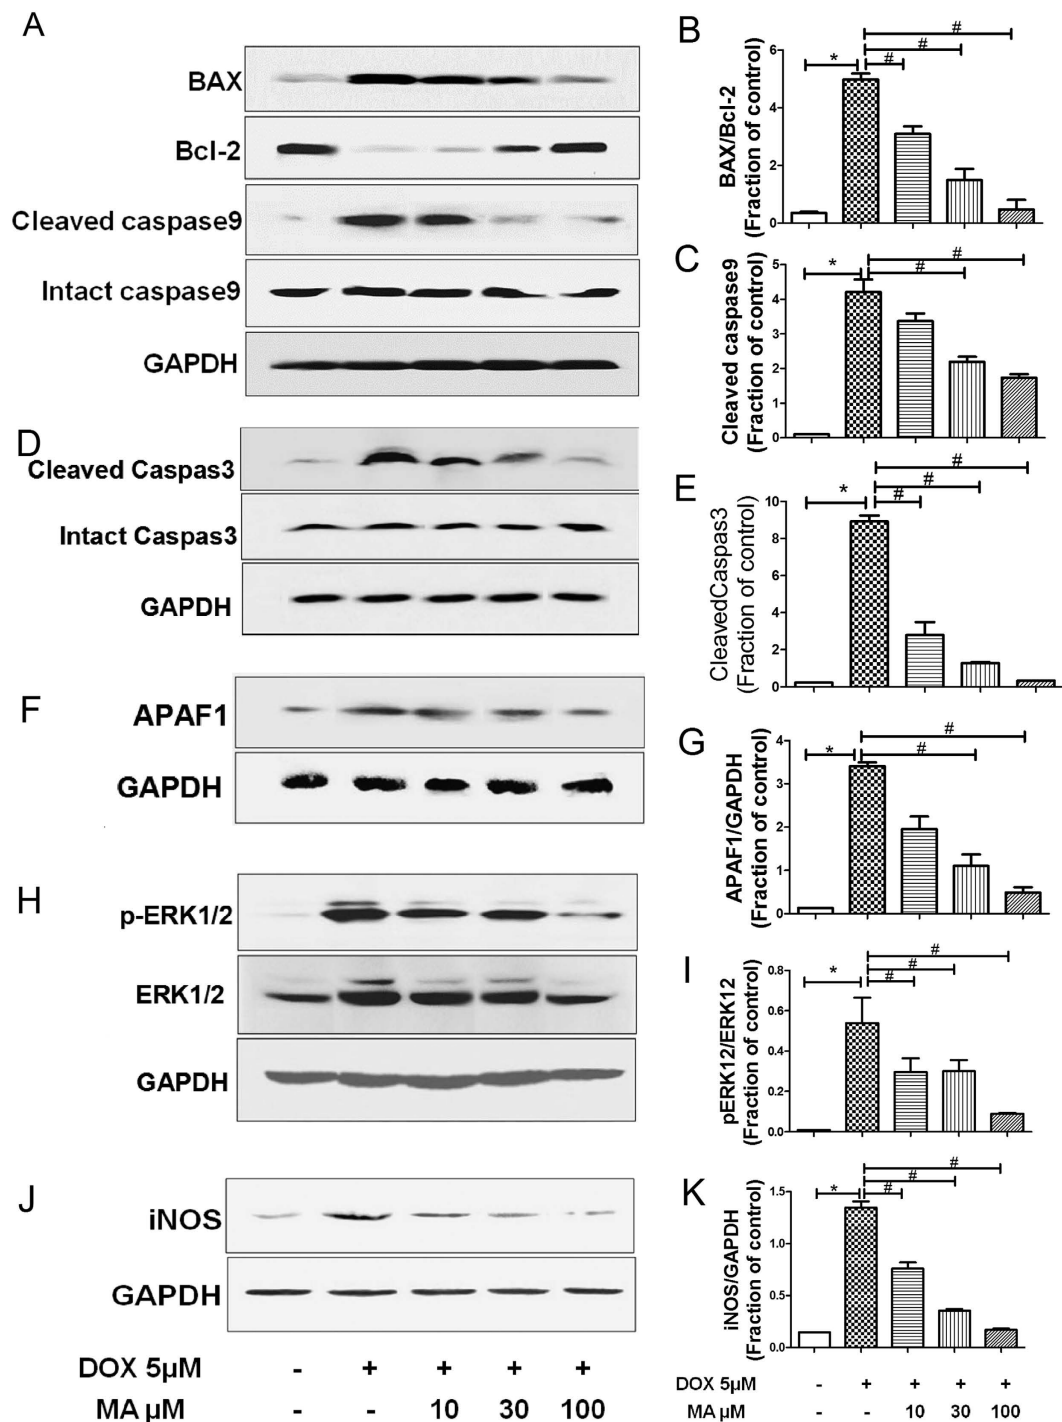 A
BAX
Bcl-2
Cleaved caspase9
Intact caspase9
GAPDH
B
BAX/Bcl-2
(Fraction of control)
6
4
2
0
*
#
#
#
C
Cleaved caspase9
(Fraction of control)
5
4
3
2
1
0
*
#
#
D
Cleaved Caspas3
Intact Caspas3
GAPDH
E
CleavedCaspas3
(Fraction of control)
10
8
6
4
2
0
*
#
#
#
F
APAF1
GAPDH
G
APAF1/GAPDH
(Fraction of control)
4
3
2
1
0
*
#
#
H
p-ERK1/2
ERK1/2
GAPDH
I
pERK12/ERK12
(Fraction of control)
0.8
0.6
0.4
0.2
0.0
*
#
#
#
J
iNOS
GAPDH
K
iNOS/GAPDH
(Fraction of control)
1.5
1.0
0.5
0.0
*
#
#
#
DOX 5μM - + + + +
MA μM - - 10 30 100
DOX 5μM - + + + +
MA μM - - 10 30 100